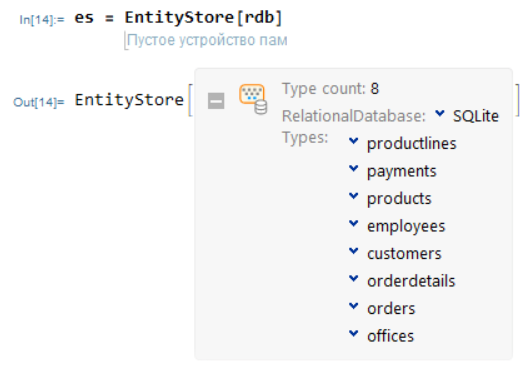 In[14]:= es = EntityStore[rdb]
Пустое устройство пам
Out[14]= EntityStore[
Type count: 8
RelationalDatabase: SQLite
Types: productlines
payments
products
employees
customers
orderdetails
orders
offices
]